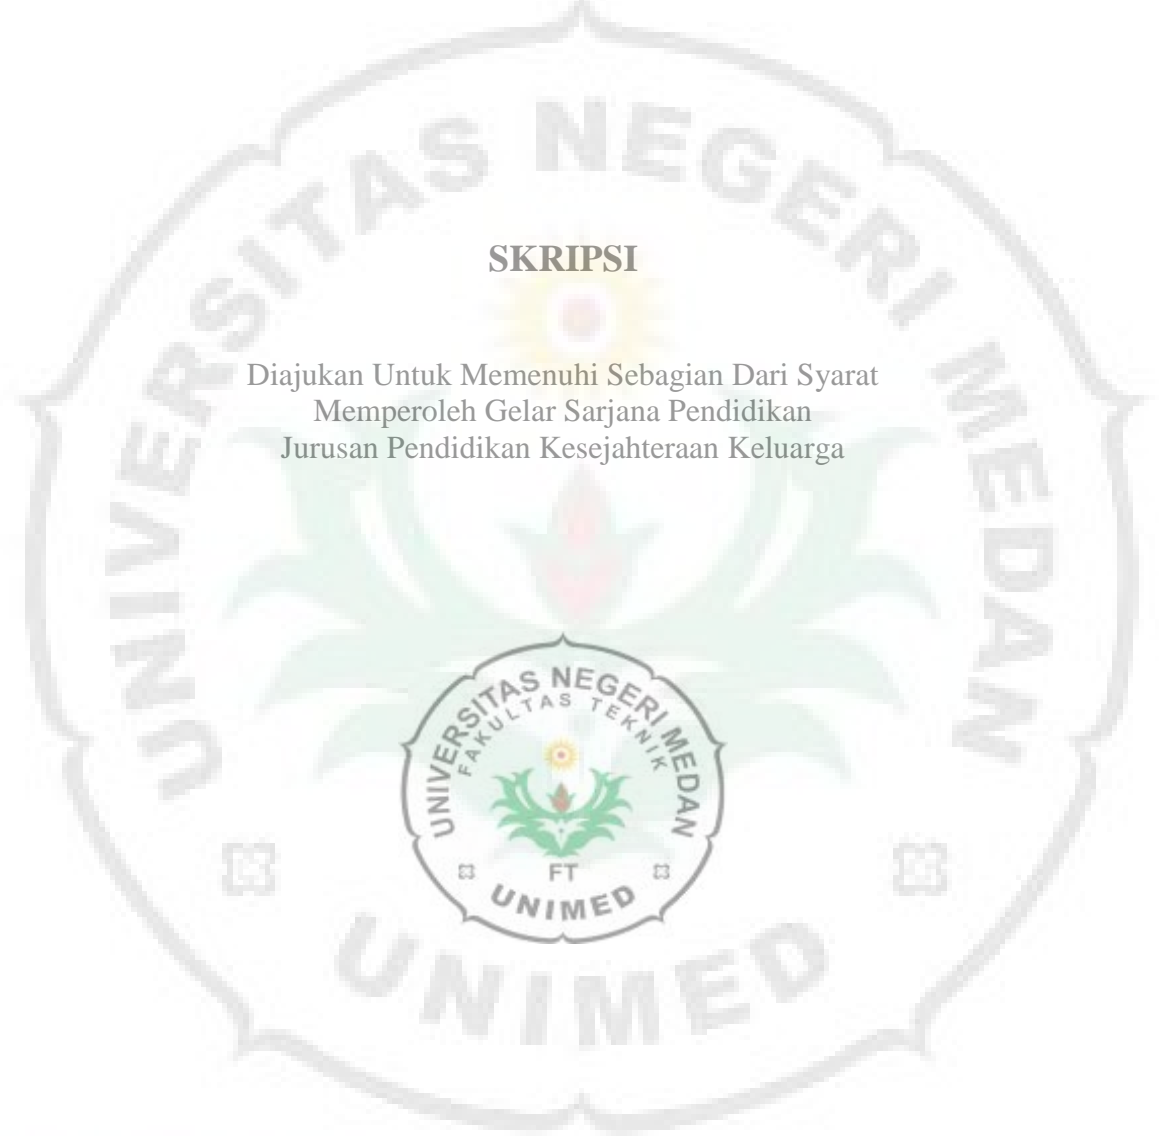 SKRIPSI
Diajukan Untuk Memenuhi Sebagian Dari Syarat
Memperoleh Gelar Sarjana Pendidikan
Jurusan Pendidikan Kesejahteraan Keluarga
UNIVERSITAS NEGERI MEDAN
FAKULTAS TEKNIK
FT
UNIMED
UNIVERSITAS NEGERI MEDAN
UNIMED